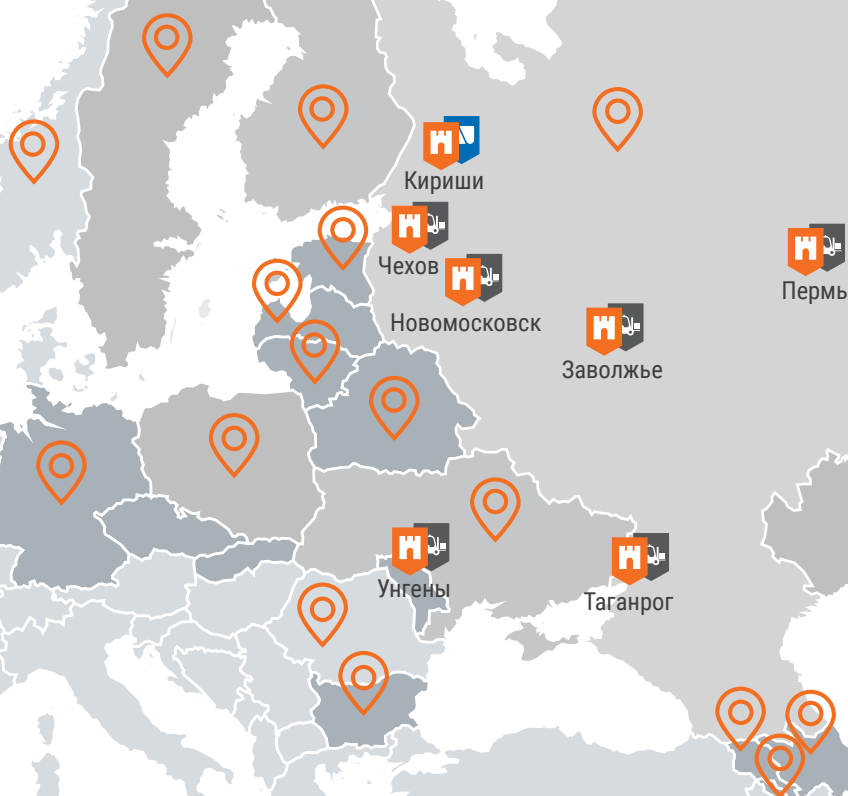 Кириши
Чехов
Новомосковск
Пермь
Заволжье
Унгены
Таганрог